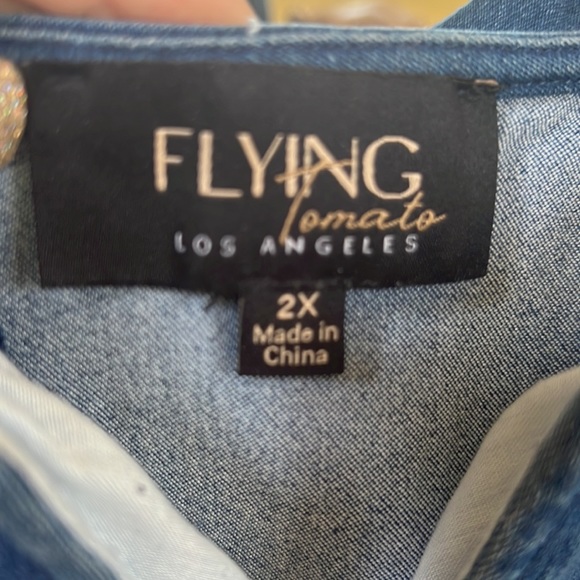 FLYING
Tomato
LOS ANGELES
2X
Made in
China